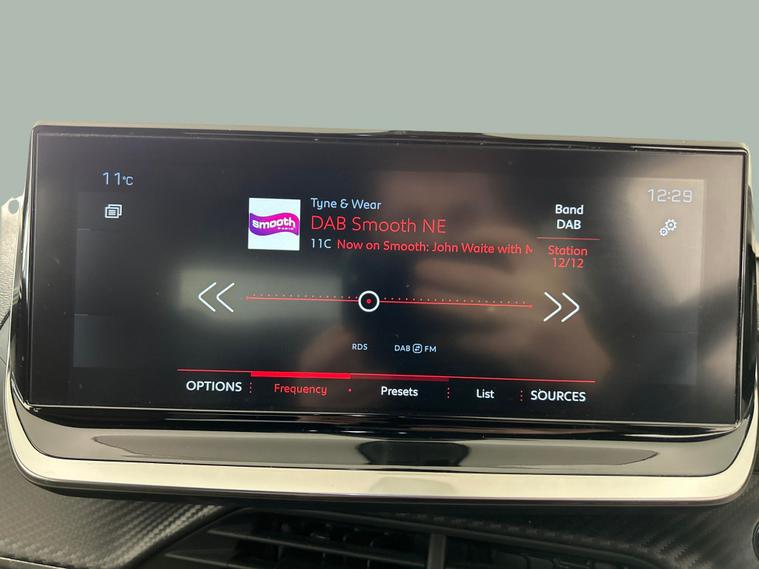 11°C
12:29
smooth
RADIO
Tyne & Wear
DAB Smooth NE
11C Now on Smooth: John Waite with N
Band
DAB
Station
12/12
RDS
DAB FM
OPTIONS
Frequency
Presets
List
SOURCES